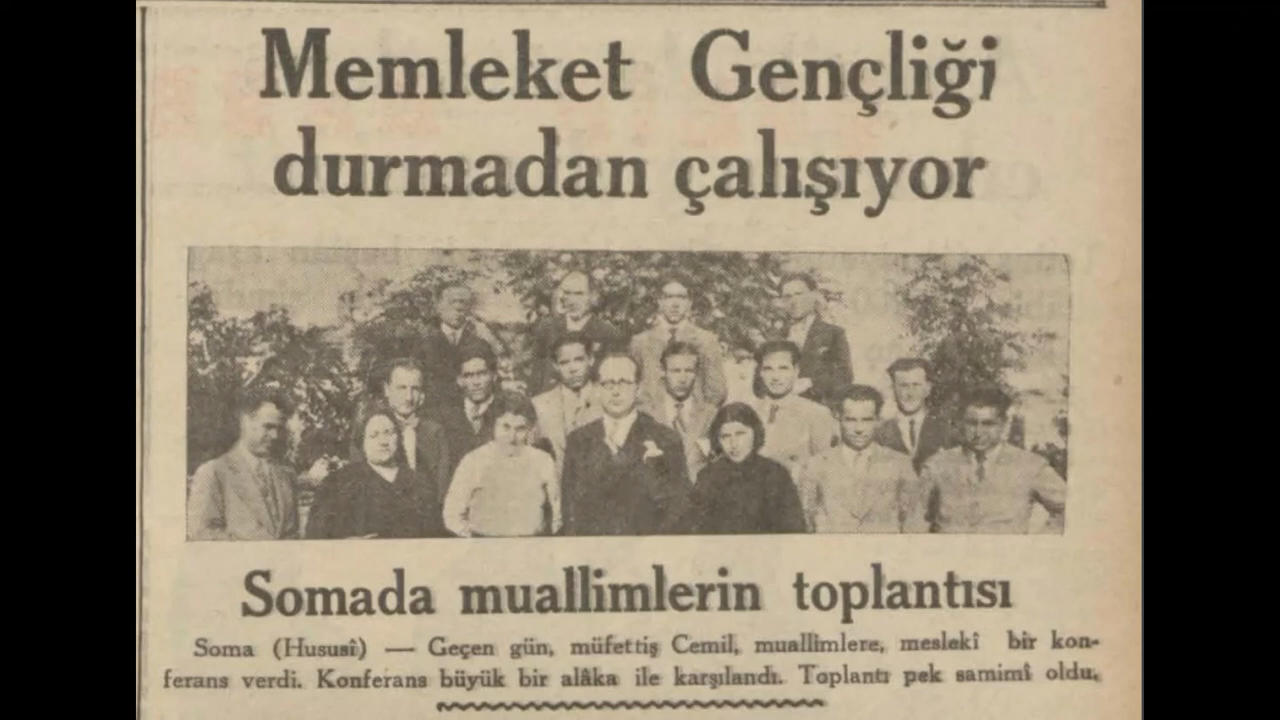 Memleket Gençliği
durmadan çalışıyor
Somada muallimlerin toplantısı
Soma (Hususî) — Geçen gün, müfettiş Cemil, muallimlere, meslekî bir kon-
ferans verdi. Konferans büyük bir alâka ile karşılandı. Toplantı pek samimî oldu.